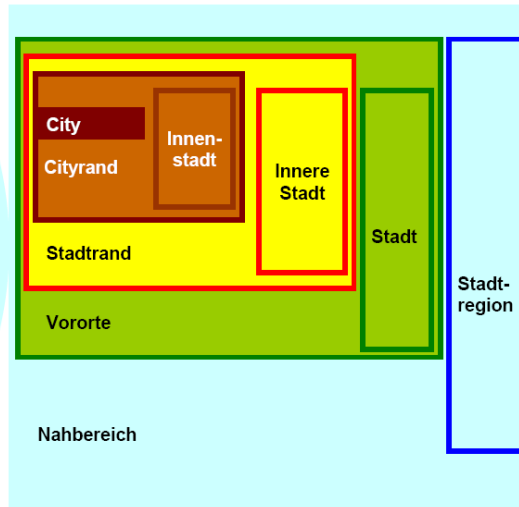 City
Cityrand
Innen-
stadt
Innere
Stadt
Stadtrand
Stadt
Vororte
Stadt-
region
Nahbereich